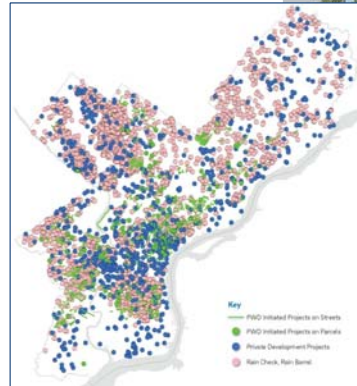 Key
PWD Initiated Projects on Streets
PWD Initiated Projects on Parcels
Private Development Projects
Rain Check, Rain Barrel